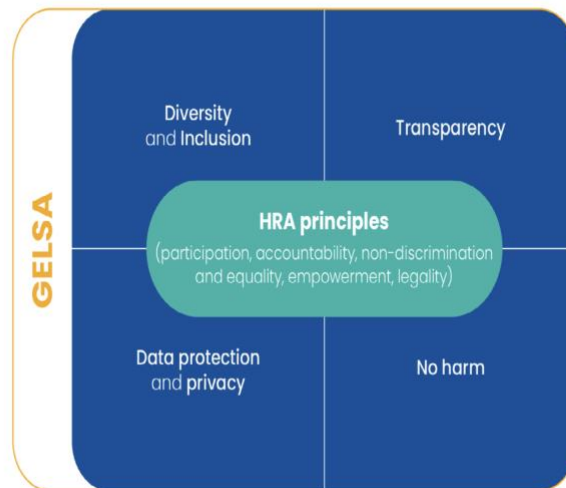 GELSA
Diversity
and Inclusion
Transparency
HRA principles
(participation, accountability, non-discrimination
and equality, empowerment, legality)
Data protection
and privacy
No harm